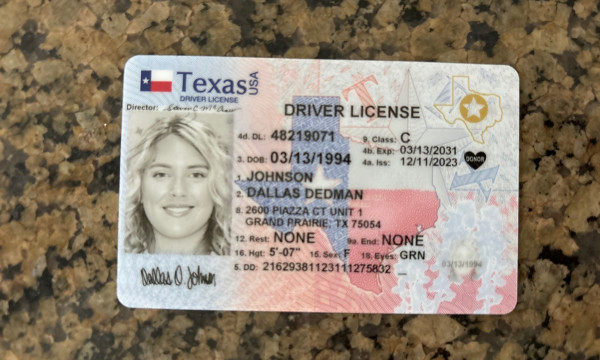 Texas USA
DRIVER LICENSE
Director:
DRIVER LICENSE
4d. DL: 48219071
9. Class: C
4b. Exp: 03/13/2031
3. DOB: 03/13/1994
4a. Iss: 12/11/2023
DONOR
1. JOHNSON
2. DALLAS DEDMAN
8. 2600 PIAZZA CT UNIT 1
GRAND PRAIRIE, TX 75054
12. Rest: NONE
9a. End: NONE
16. Hgt: 5'-07"
15. Sex: F
18. Eyes: GRN
5. DD: 21629381123111275832
03/13/1994
Dallas D Johnson